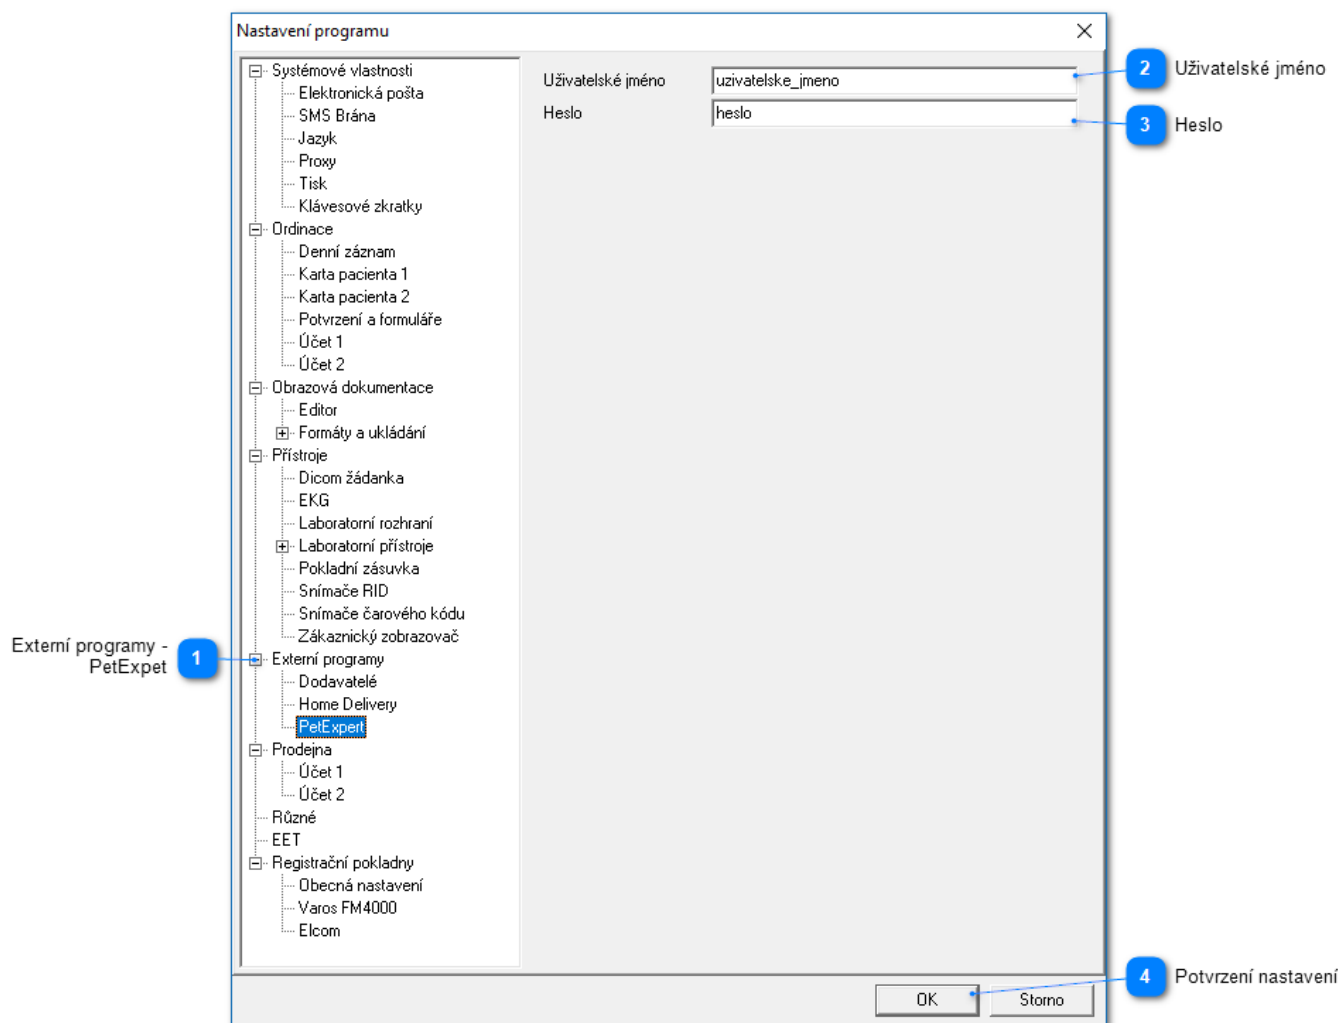 Nastavení programu
Systémové vlastnosti
Elektronická pošta
SMS Brána
Jazyk
Proxy
Tisk
Klávesové zkratky
Ordinace
Denní záznam
Karta pacienta 1
Karta pacienta 2
Potvrzení a formuláře
Účet 1
Účet 2
Obrazová dokumentace
Editor
Formáty a ukládání
Přístroje
Dicom žádanka
EKG
Laboratorní rozhraní
Laboratorní přístroje
Pokladní zásuvka
Snímače RID
Snímače čarového kódu
Zákaznický zobrazovač
Externí programy
Dodavatelé
Home Delivery
PetExpert
Prodejna
Účet 1
Účet 2
Různé
EET
Registrační pokladny
Obecná nastavení
Varos FM4000
Elcom
Uživatelské jméno
uzivatelske_jmeno
Heslo
heslo
OK
Storno
Externí programy -
PetExpet
1
2 Uživatelské jméno
3 Heslo
4 Potvrzení nastavení